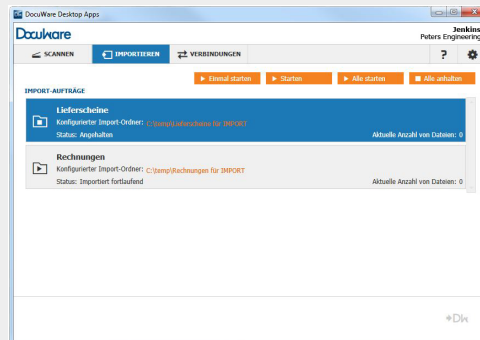 DocuWare Desktop Apps
DocuWare
Jenkins
Peters Engineering
SCANNEN IMPORTIEREN VERBINDUNGEN ?
Einmal starten Starten Alle starten Alle anhalten
IMPORT-AUFTRÄGE
Lieferscheine
Konfigurierter Import-Ordner: C:\temp\Lieferscheine für IMPORT
Status: Angehalten Aktuelle Anzahl von Dateien: 0
Rechnungen
Konfigurierter Import-Ordner: C:\temp\Rechnungen für IMPORT
Status: Importiert fortlaufend Aktuelle Anzahl von Dateien: 0